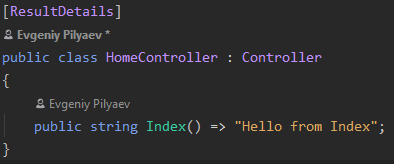 [ResultDetails]
Evgeniy Pilyaev *
public class HomeController : Controller
{
Evgeniy Pilyaev
public string Index() => "Hello from Index";
}